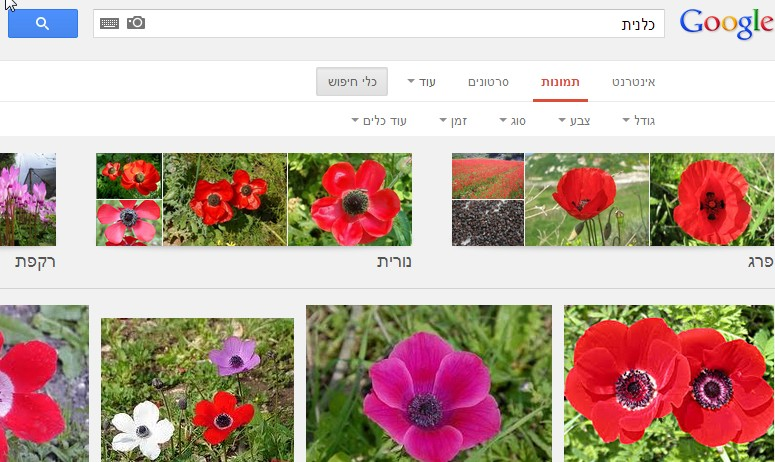 Google
כלנית
אינטרנט תמונות סרטונים עוד כלי חיפוש
גודל צבע סוג זמן עוד כלים
פרג נורית רקפת